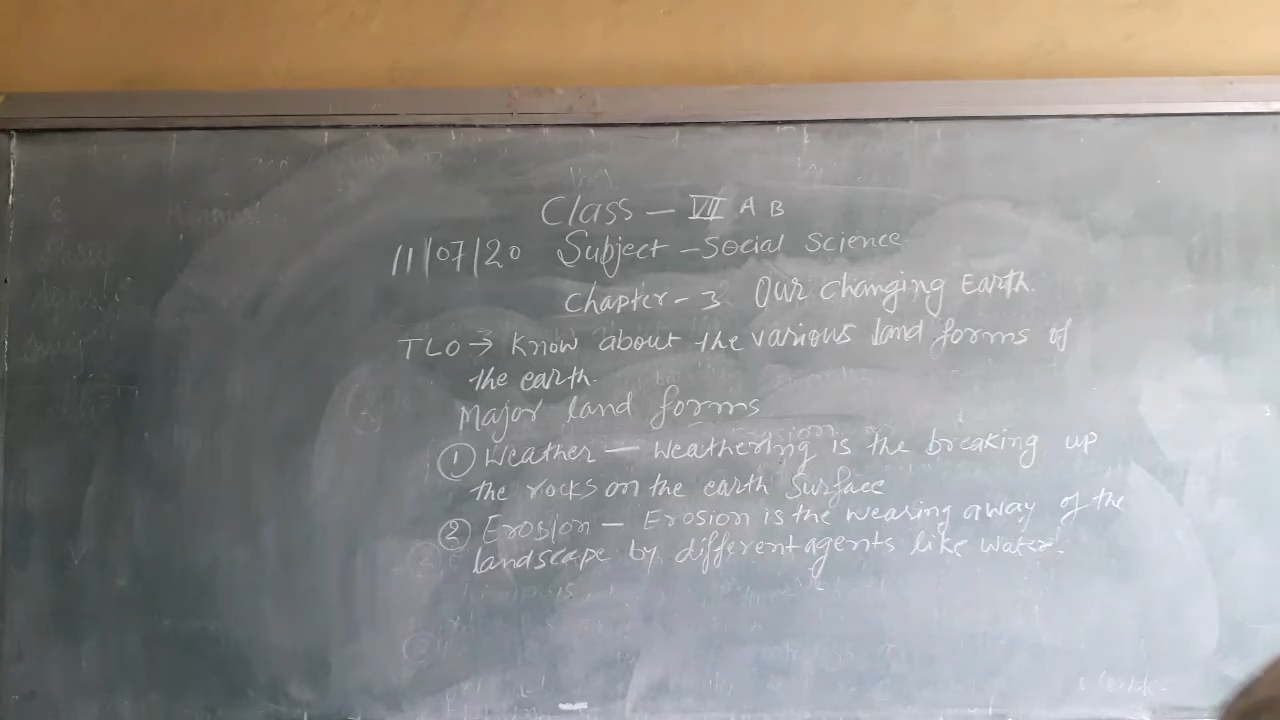 Class – VII A B
11/07/20 Subject – Social Science
Chapter – 3 Our Changing Earth.
TLO → Know about the various land forms of
the earth.
Major land forms
① Weather – Weathering is the breaking up
the rocks on the earth surface
② Erosion – Erosion is the wearing away of the
landscape by different agents like water.